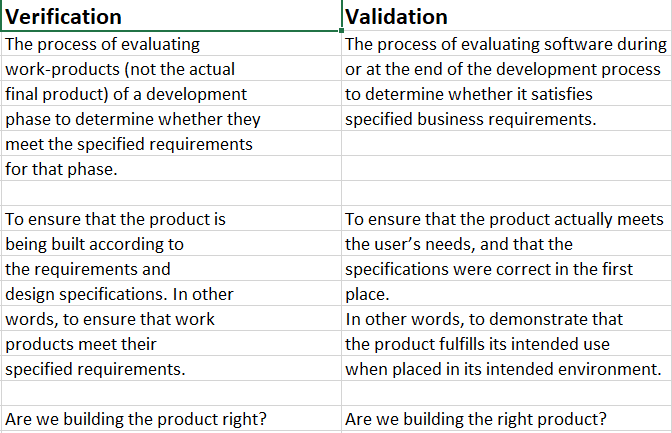 Verification
The process of evaluating
work-products (not the actual
final product) of a development
phase to determine whether they
meet the specified requirements
for that phase.
To ensure that the product is
being built according to
the requirements and
design specifications. In other
words, to ensure that work
products meet their
specified requirements.
Are we building the product right?
Validation
The process of evaluating software during
or at the end of the development process
to determine whether it satisfies
specified business requirements.
To ensure that the product actually meets
the user’s needs, and that the
specifications were correct in the first
place.
In other words, to demonstrate that
the product fulfills its intended use
when placed in its intended environment.
Are we building the right product?